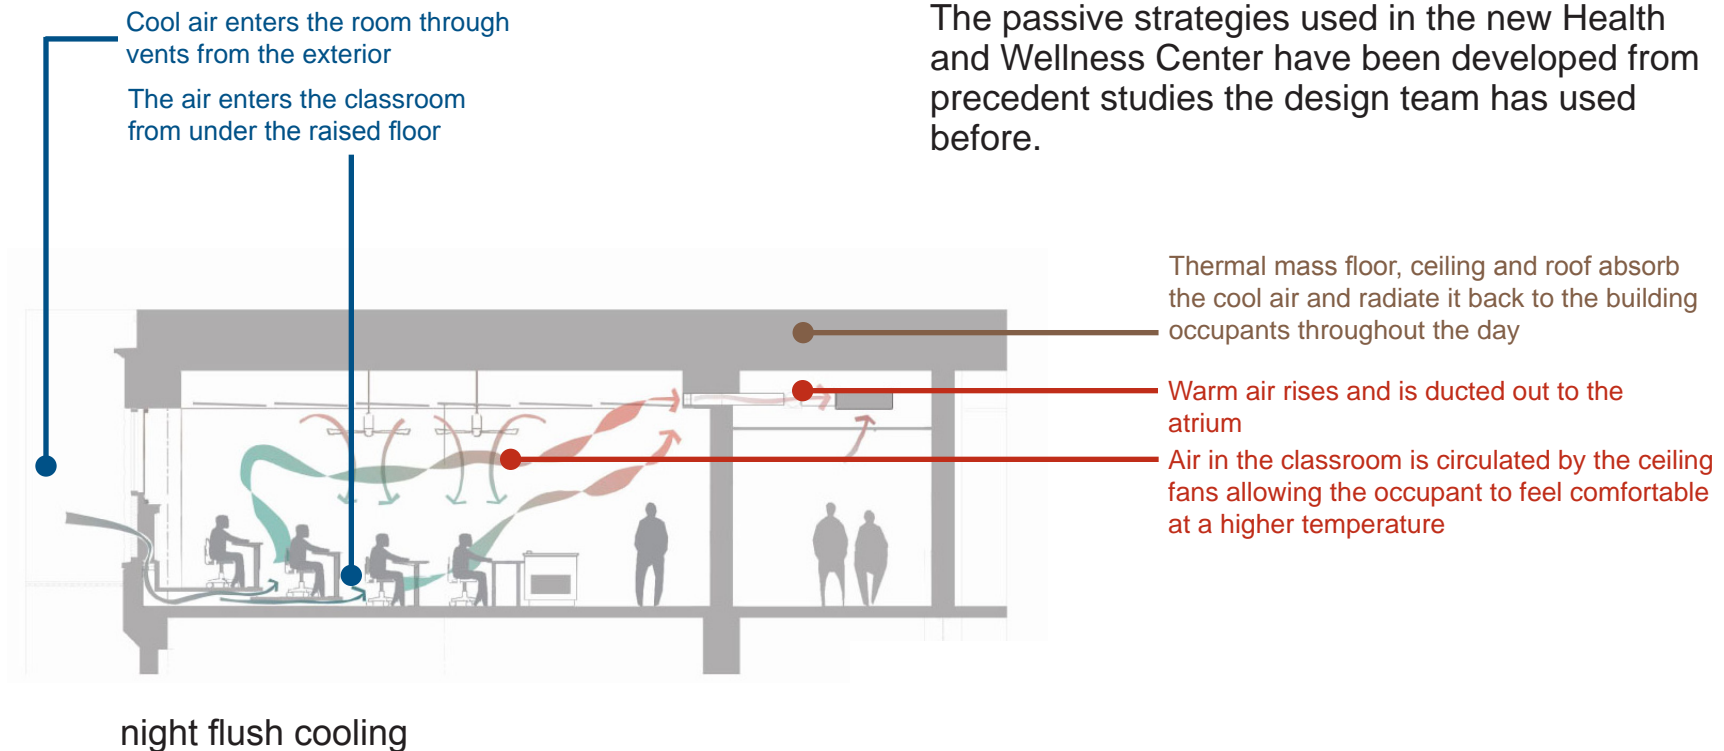 Cool air enters the room through
vents from the exterior
The air enters the classroom
from under the raised floor
The passive strategies used in the new Health
and Wellness Center have been developed from
precedent studies the design team has used
before.
Thermal mass floor, ceiling and roof absorb
the cool air and radiate it back to the building
occupants throughout the day
Warm air rises and is ducted out to the
atrium
Air in the classroom is circulated by the ceiling
fans allowing the occupant to feel comfortable
at a higher temperature
night flush cooling